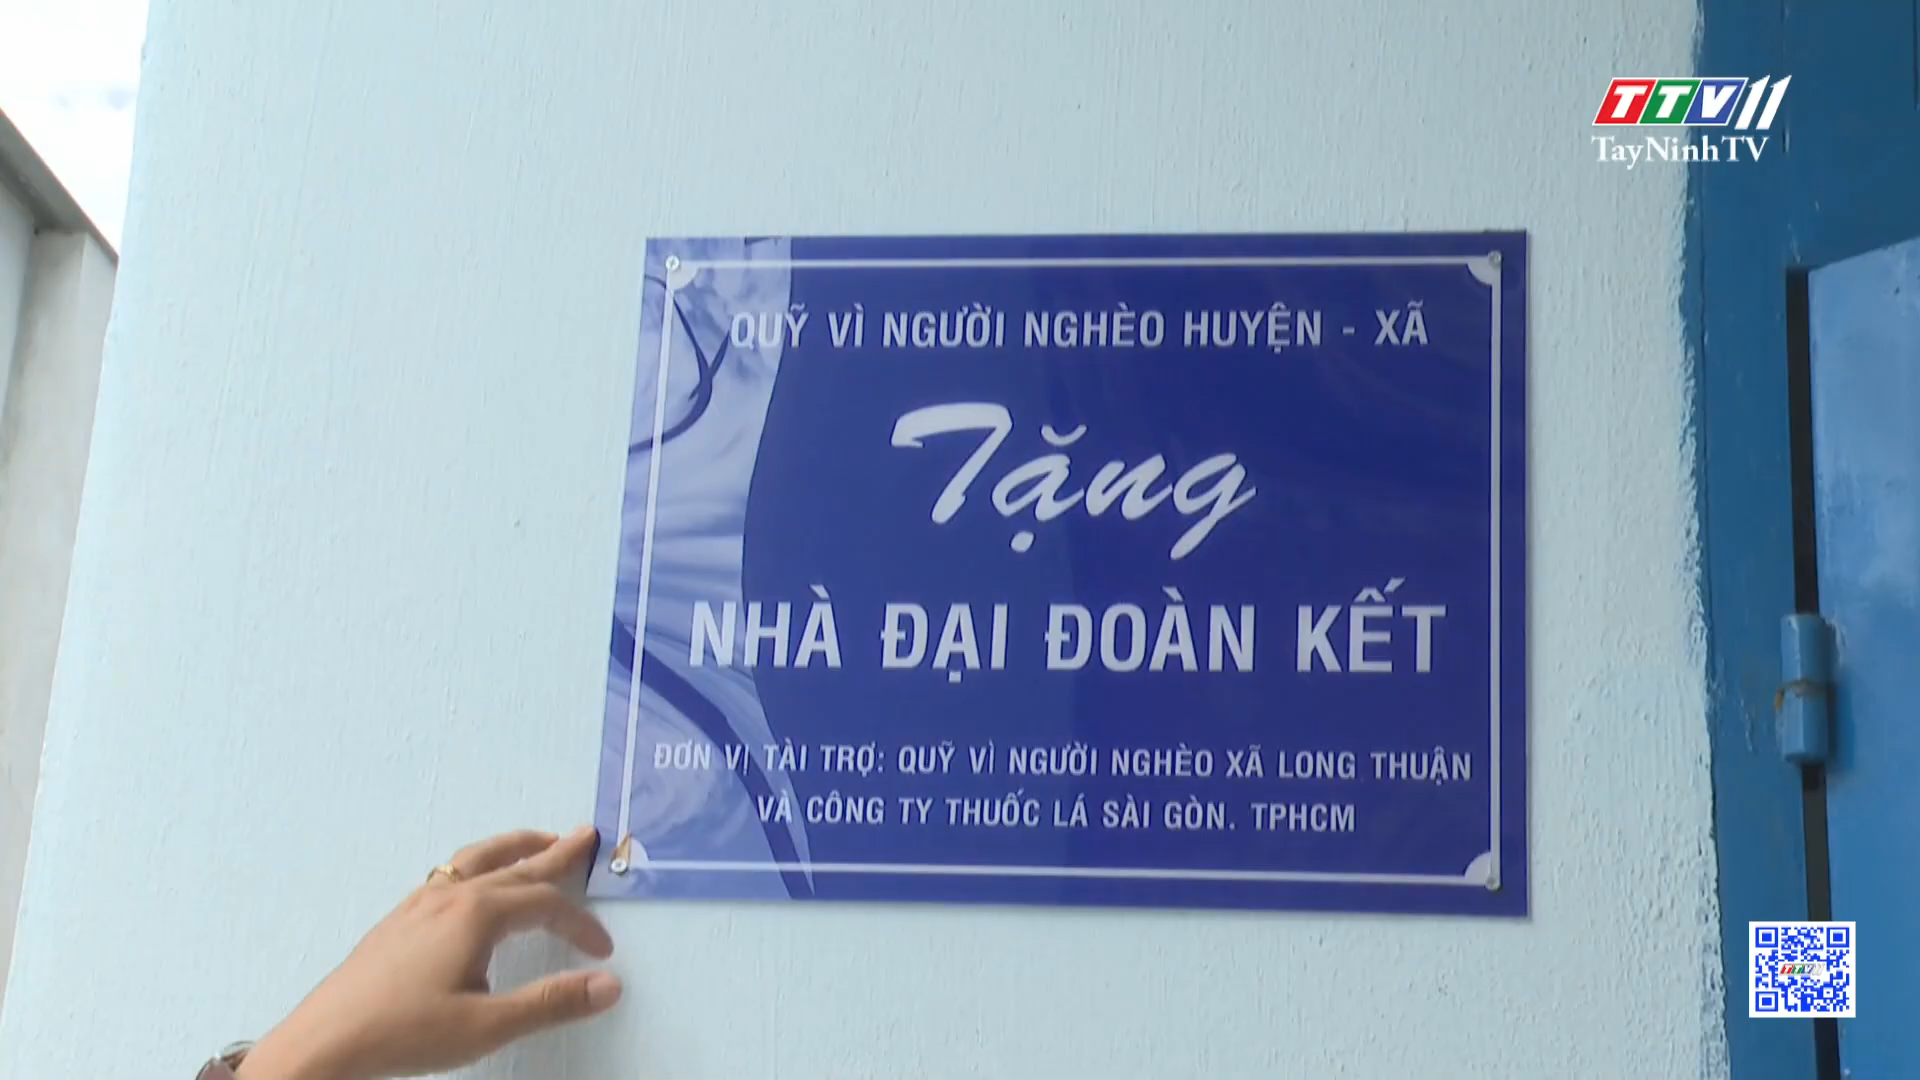 TTV11
TayNinhTV
QUỸ VÌ NGƯỜI NGHÈO HUYỆN - XÃ
Tặng
NHÀ ĐẠI ĐOÀN KẾT
ĐƠN VỊ TÀI TRỢ: QUỸ VÌ NGƯỜI NGHÈO XÃ LONG THUẬN
VÀ CÔNG TY THUỐC LÁ SÀI GÒN. TPHCM
TTV11